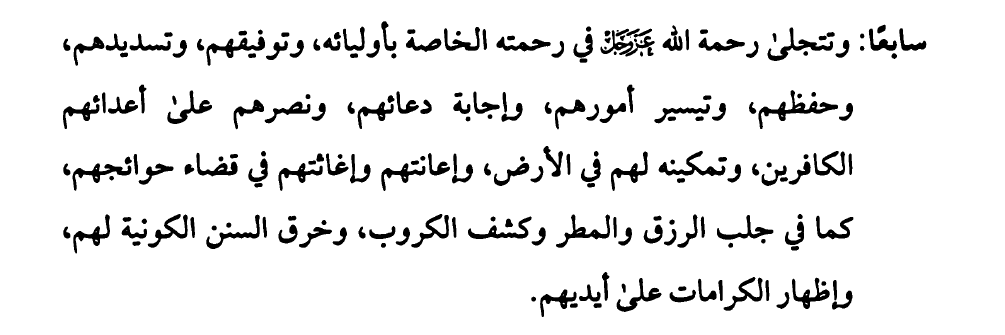 سابعًا: وتتجلىٰ رحمة الله ﷿ في رحمته الخاصة بأوليائه، وتوفيقهم، وتسديدهم،
وحفظهم، وتيسير أمورهم، وإجابة دعائهم، ونصرهم علىٰ أعدائهم
الكافرين، وتمكينه لهم في الأرض، وإعانتهم وإغاثتهم في قضاء حوائجهم،
كما في جلب الرزق والمطر وكشف الكروب، وخرق السنن الكونية لهم،
وإظهار الكرامات علىٰ أيديهم.